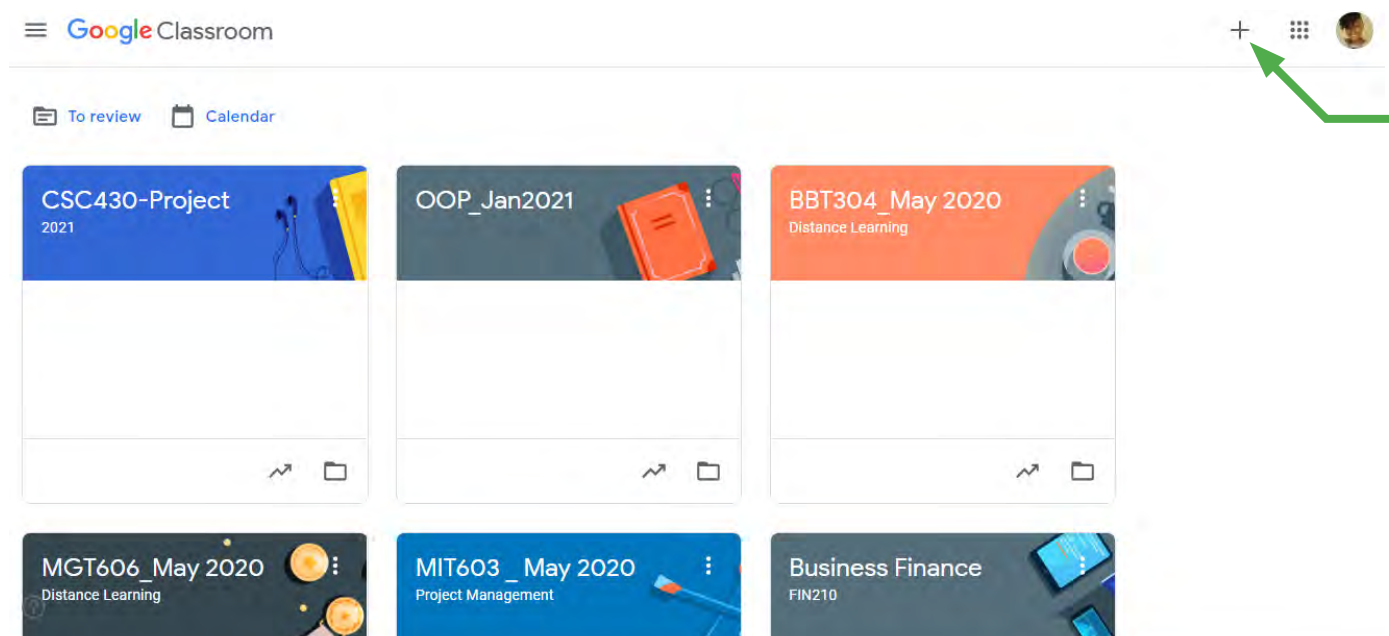 Google Classroom
To review Calendar
CSC430-Project
2021
OOP_Jan2021
BBT304_May 2020
Distance Learning
MGT606_May 2020
Distance Learning
MIT603 _ May 2020
Project Management
Business Finance
FIN210